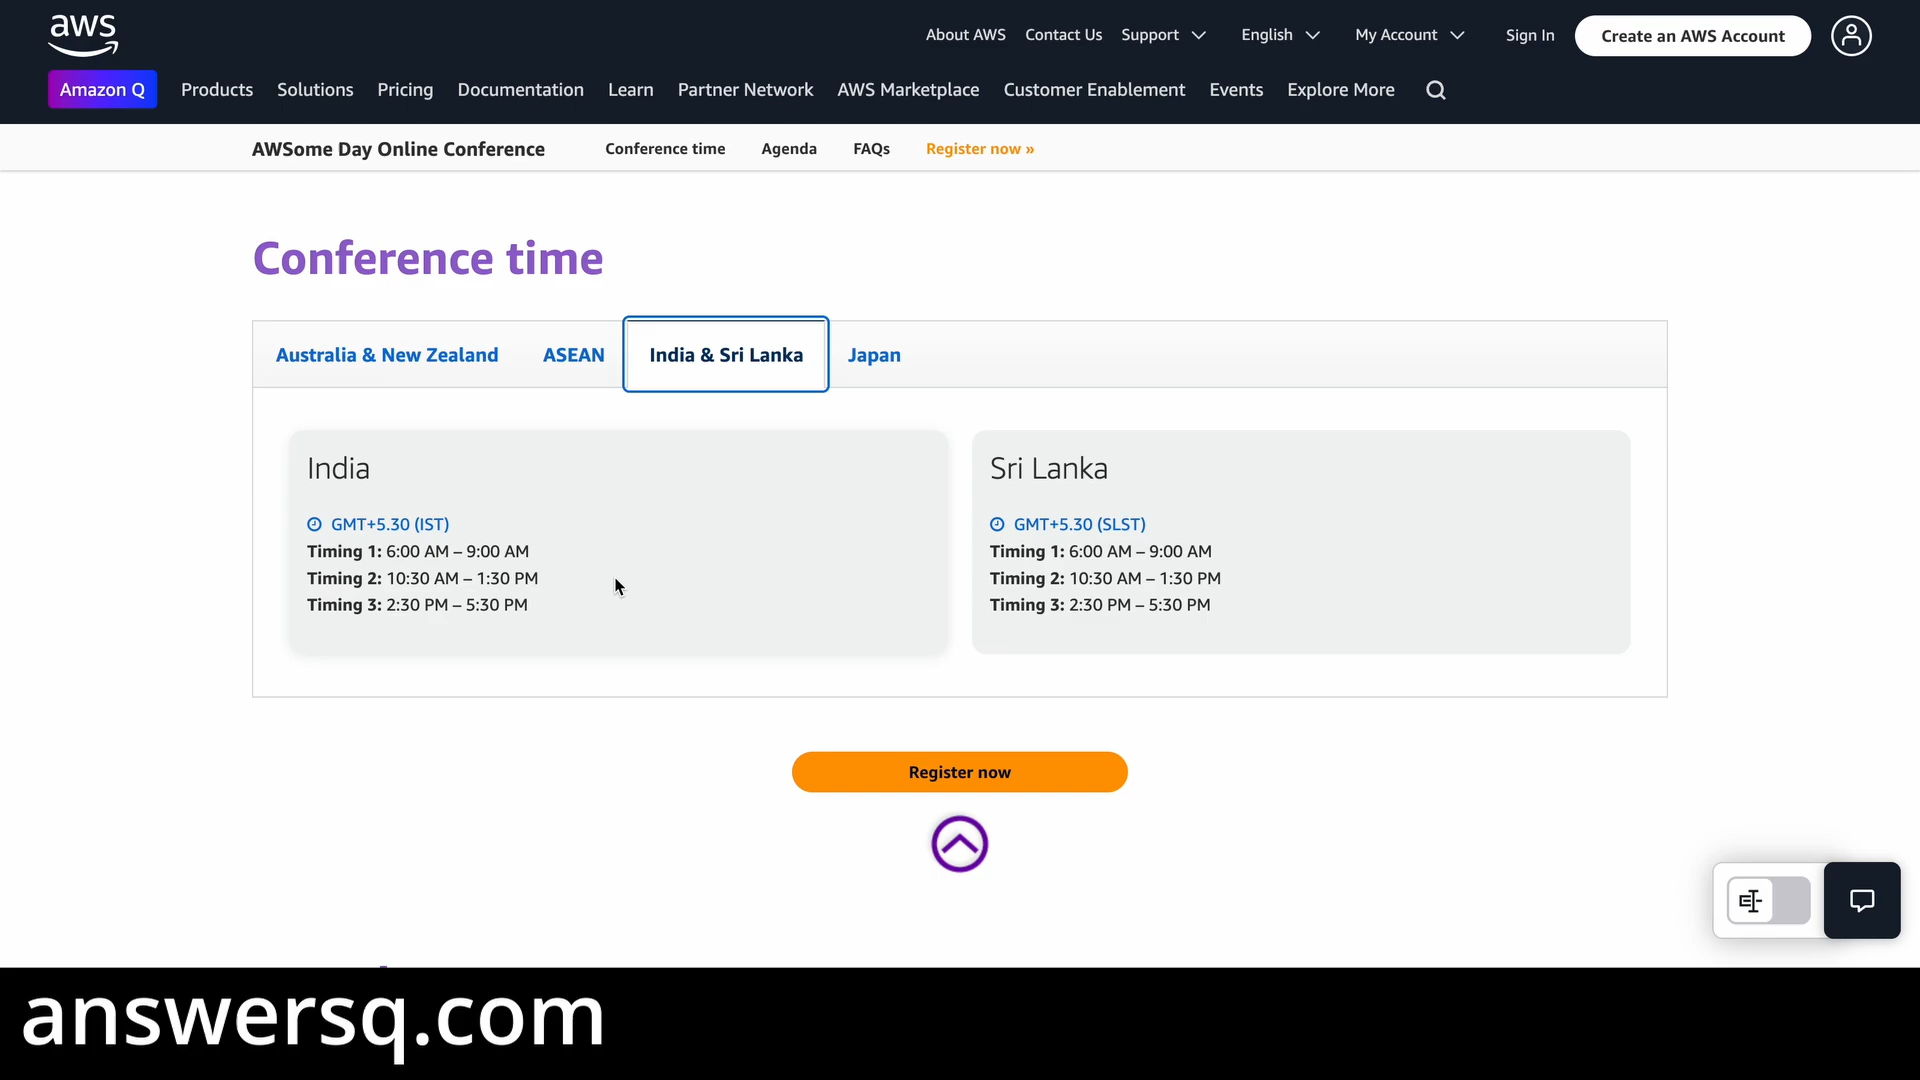 aws
About AWS Contact Us Support English My Account Sign In Create an AWS Account
Amazon Q Products Solutions Pricing Documentation Learn Partner Network AWS Marketplace Customer Enablement Events Explore More
AWSome Day Online Conference Conference time Agenda FAQs Register now »
Conference time
Australia & New Zealand ASEAN India & Sri Lanka Japan
India
GMT+5.30 (IST)
Timing 1: 6:00 AM – 9:00 AM
Timing 2: 10:30 AM – 1:30 PM
Timing 3: 2:30 PM – 5:30 PM
Sri Lanka
GMT+5.30 (SLST)
Timing 1: 6:00 AM – 9:00 AM
Timing 2: 10:30 AM – 1:30 PM
Timing 3: 2:30 PM – 5:30 PM
Register now
answersq.com